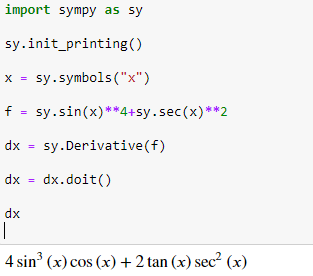 import sympy as sy
sy.init_printing()
x = sy.symbols("x")
f = sy.sin(x)**4+sy.sec(x)**2
dx = sy.Derivative(f)
dx = dx.doit()
dx
4 sin³ (x) cos (x) + 2 tan (x) sec² (x)